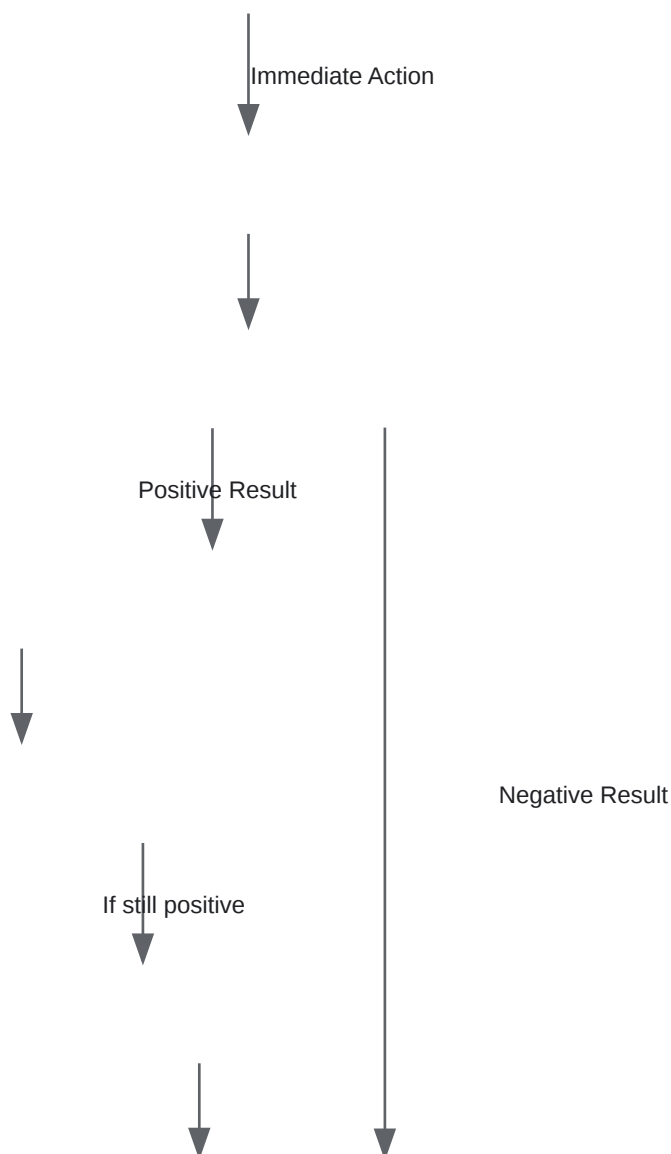 Immediate Action
Positive Result
Negative Result
If still positive